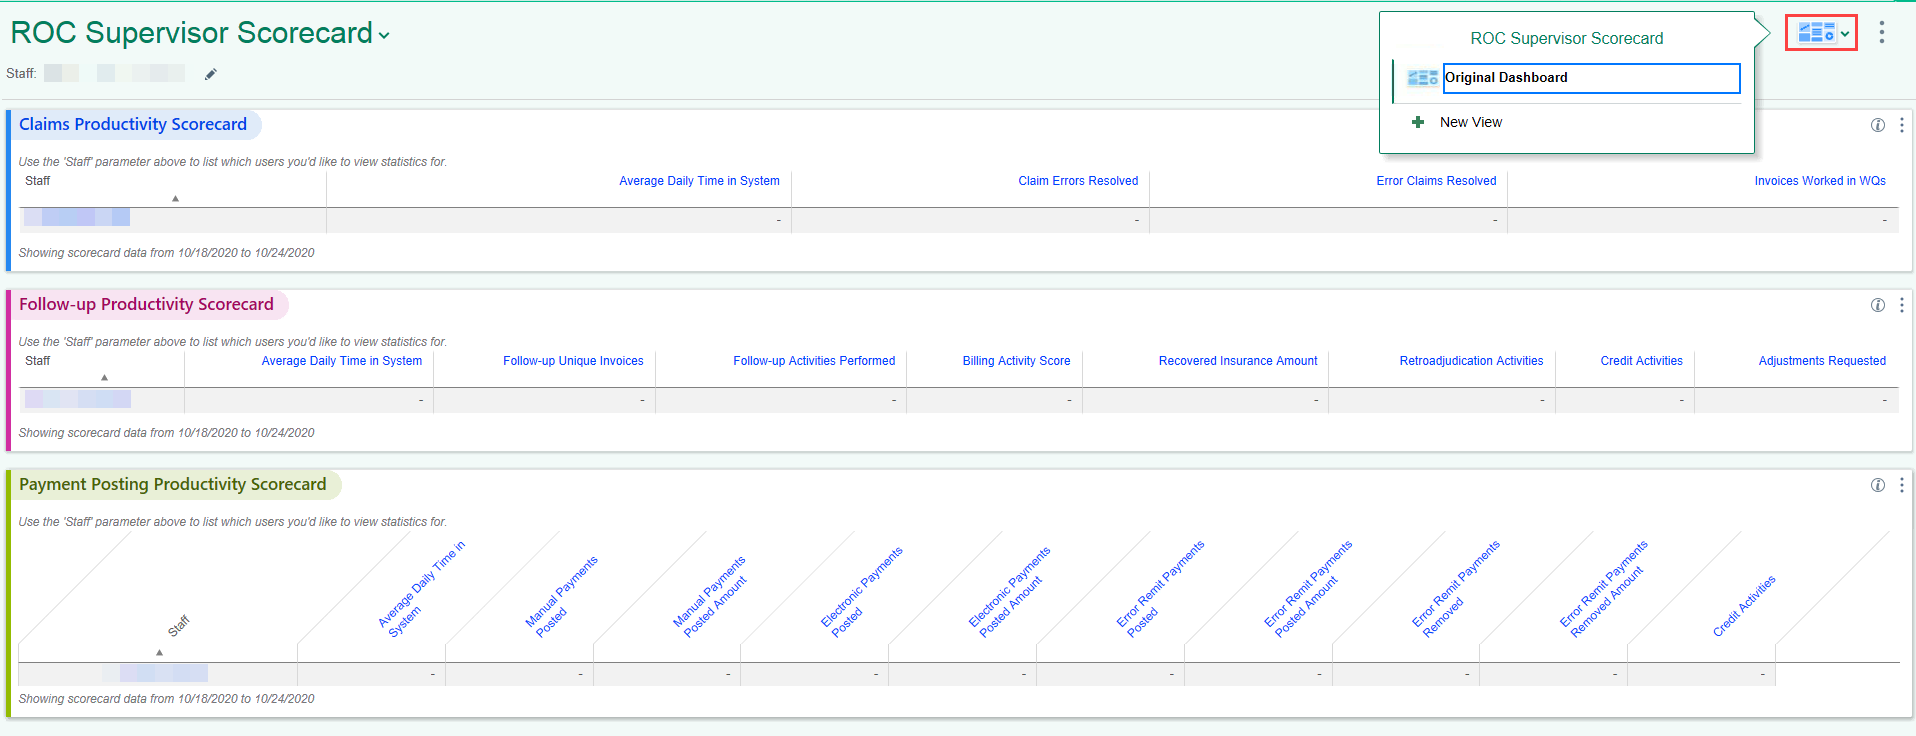 ROC Supervisor Scorecard
Staff:
ROC Supervisor Scorecard
Original Dashboard
New View
Claims Productivity Scorecard
Use the 'Staff' parameter above to list which users you'd like to view statistics for.
Staff Average Daily Time in System Claim Errors Resolved Error Claims Resolved Invoices Worked in WQs
- - - -
Showing scorecard data from 10/18/2020 to 10/24/2020
Follow-up Productivity Scorecard
Use the 'Staff' parameter above to list which users you'd like to view statistics for.
Staff Average Daily Time in System Follow-up Unique Invoices Follow-up Activities Performed Billing Activity Score Recovered Insurance Amount Retroadjudication Activities Credit Activities Adjustments Requested
- - - - - - - -
Showing scorecard data from 10/18/2020 to 10/24/2020
Payment Posting Productivity Scorecard
Use the 'Staff' parameter above to list which users you'd like to view statistics for.
Staff
Average Daily Time in
System
Manual Payments
Posted
Manual Payments
Posted Amount
Electronic Payments
Posted
Electronic Payments
Posted Amount
Error Remit Payments
Posted
Error Remit Payments
Posted Amount
Error Remit Payments
Removed
Error Remit Payments
Removed Amount
Credit Activities
- - - - - - - - - -
Showing scorecard data from 10/18/2020 to 10/24/2020